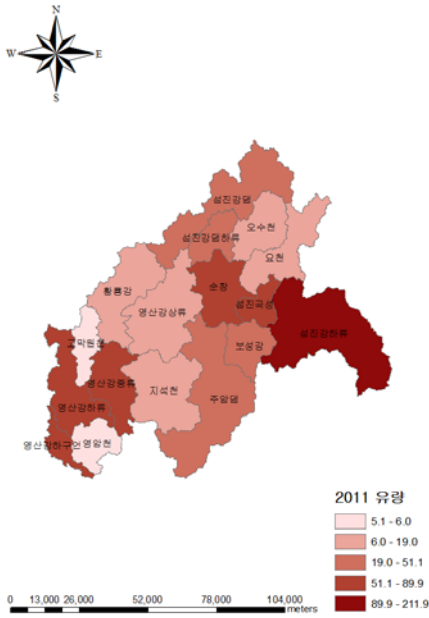 N
W
E
S
섬진강댐
오수천
섬진강댐하류
요천
순창
황룡강
섬진곡성
영산강상류
섬진강하류
고막원천
보성강
영산강중류
지석천
주암댐
영산강하류
영산강하구언
영암천
2011 유량
5.1 - 6.0
6.0 - 19.0
19.0 - 51.1
51.1 - 89.9
89.9 - 211.9
0 13,000 26,000 52,000 78,000 104,000
meters